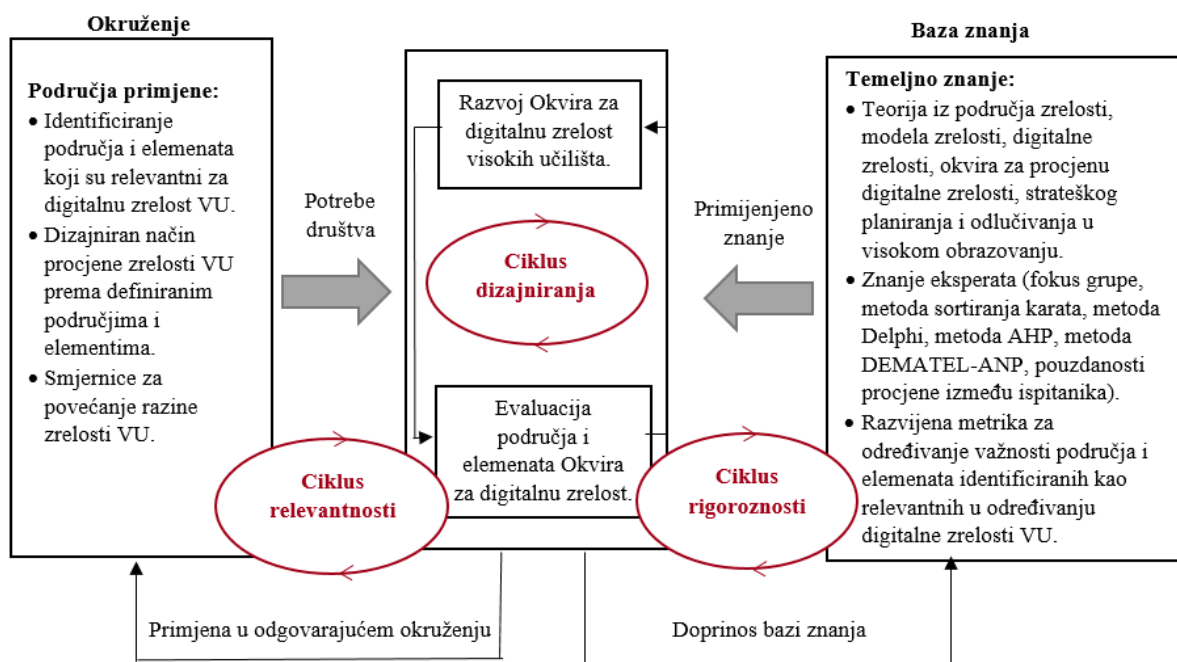 Okruženje
Područja primjene:
• Identificiranje
područja i elemenata
koji su relevantni za
digitalnu zrelost VU.
• Dizajniran način
procjene zrelosti VU
prema definiranim
područjima i
elementima.
• Smjernice za
povećanje razine
zrelosti VU.
Potrebe
društva
Razvoj Okvira za
digitalnu zrelost
visokih učilišta.
Ciklus
dizajniranja
Evaluacija
područja i
elemenata Okvira
za digitalnu zrelost.
Ciklus
relevantnosti
Ciklus
rigoroznosti
Primijenjeno
znanje
Baza znanja
Temeljno znanje:
• Teorija iz područja zrelosti,
modela zrelosti, digitalne
zrelosti, okvira za procjenu
digitalne zrelosti, strateškog
planiranja i odlučivanja u
visokom obrazovanju.
• Znanje eksperata (fokus grupe,
metoda sortiranja karata, metoda
Delphi, metoda AHP, metoda
DEMATEL-ANP, pouzdanosti
procjene između ispitanika).
• Razvijena metrika za
određivanje važnosti područja i
elemenata identificiranih kao
relevantnih u određivanju
digitalne zrelosti VU.
Primjena u odgovarajućem okruženju
Doprinos bazi znanja